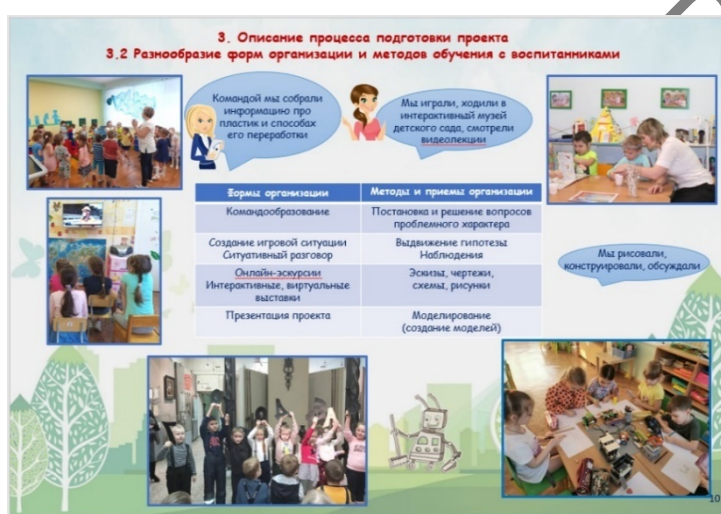 3. Описание процесса подготовки проекта
3.2 Разнообразие форм организации и методов обучения с воспитанниками
Командой мы собрали
информацию про
пластик и способах
его переработки
Мы играли, ходили в
интерактивный музей
детского сада, смотрели
видеолекции
Формы организации
Методы и приемы организации
Командообразование
Постановка и решение вопросов
проблемного характера
Создание игровой ситуации
Ситуативный разговор
Выдвижение гипотезы
Наблюдения
Онлайн-экскурсии
Интерактивные, виртуальные
выставки
Эскизы, чертежи,
схемы, рисунки
Презентация проекта
Моделирование
(создание моделей)
Мы рисовали,
конструировали, обсуждали
10